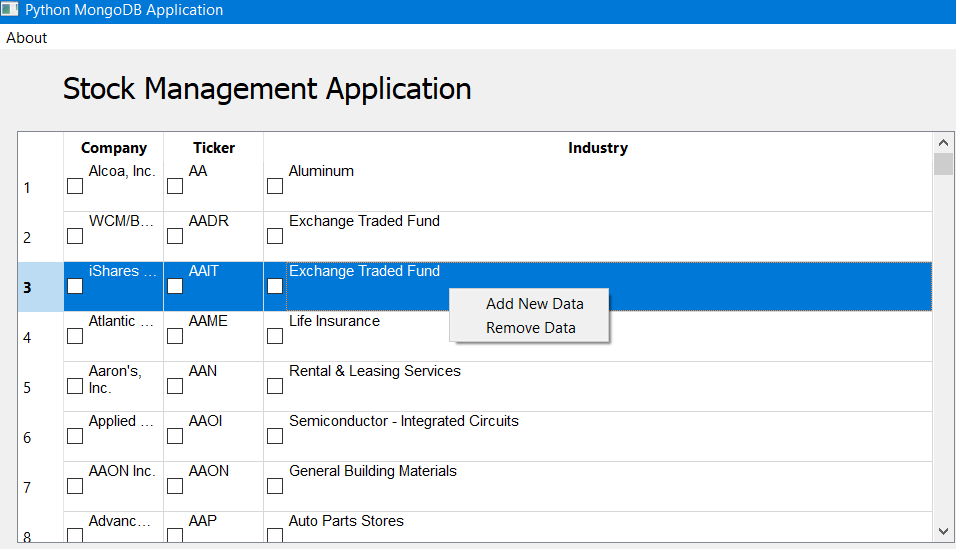 Python MongoDB Application
About
Stock Management Application
Company Ticker Industry
1 Alcoa, Inc. AA Aluminum
2 WCM/B... AADR Exchange Traded Fund
3 iShares ... AAIT Exchange Traded Fund
Add New Data
Remove Data
4 Atlantic ... AAME Life Insurance
5 Aaron's, AAN Rental & Leasing Services
Inc.
6 Applied ... AAOI Semiconductor - Integrated Circuits
7 AAON Inc. AAON General Building Materials
8 Advanc... AAP Auto Parts Stores